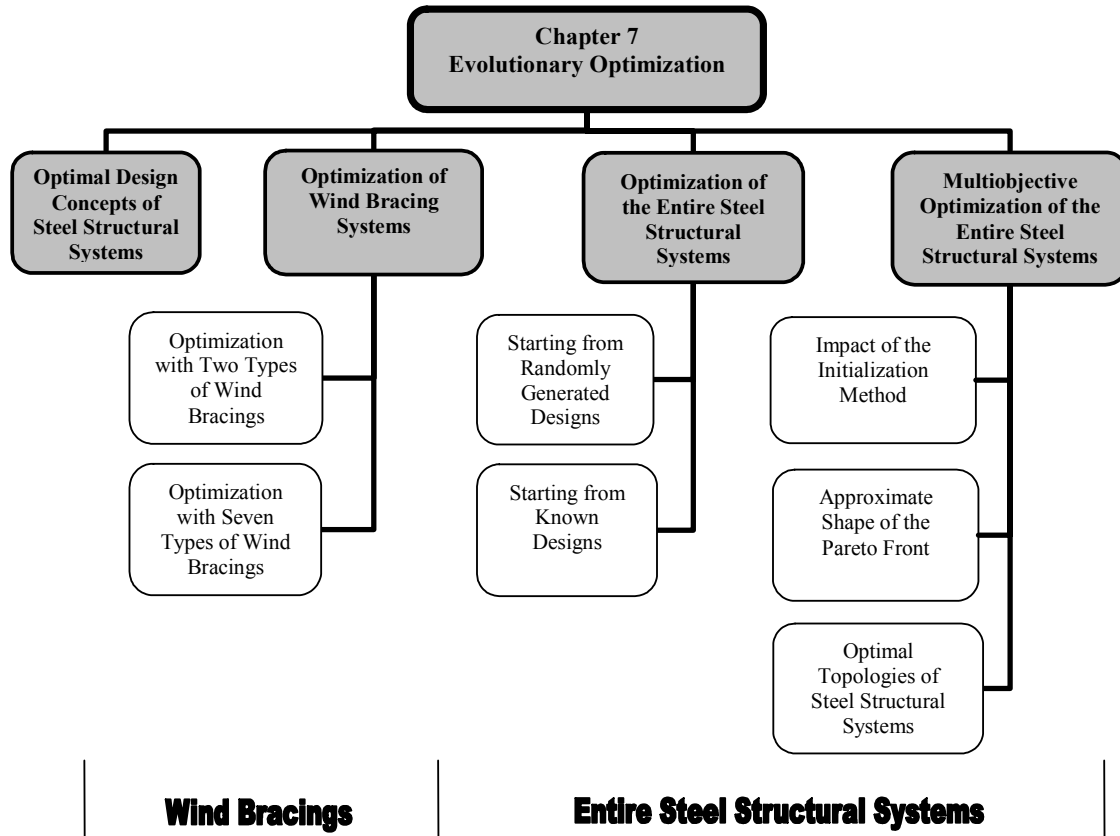 Chapter 7
Evolutionary Optimization
Optimal Design
Concepts of
Steel Structural
Systems
Optimization of
Wind Bracing
Systems
Optimization of
the Entire Steel
Structural
Systems
Multiobjective
Optimization of the
Entire Steel
Structural Systems
Optimization
with Two Types
of Wind
Bracings
Optimization
with Seven
Types of Wind
Bracings
Starting from
Randomly
Generated
Designs
Starting from
Known
Designs
Impact of the
Initialization
Method
Approximate
Shape of the
Pareto Front
Optimal
Topologies of
Steel Structural
Systems
Wind Bracings
Entire Steel Structural Systems